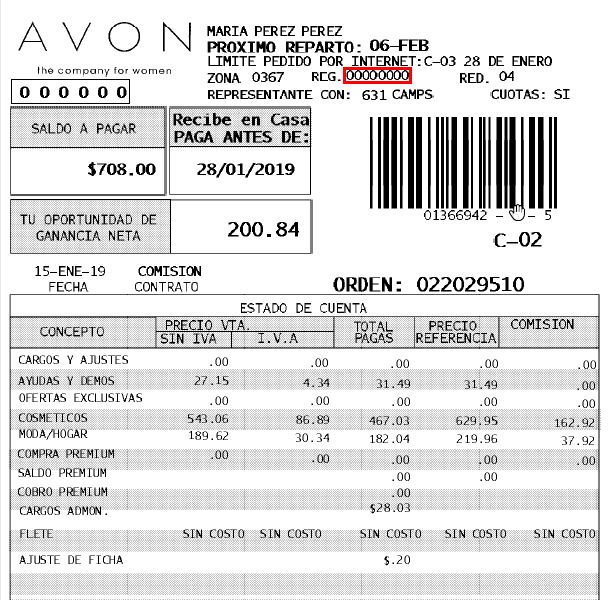 AVON
the company for women
000000
MARIA PEREZ PEREZ
PROXIMO REPARTO: 06-FEB
LIMITE PEDIDO POR INTERNET:C-03 28 DE ENERO
ZONA 0367 REG. 00000000 RED. 04
REPRESENTANTE CON: 631 CAMPS CUOTAS: SI
SALDO A PAGAR
$708.00
Recibe en Casa
PAGA ANTES DE:
28/01/2019
TU OPORTUNIDAD DE
GANANCIA NETA
200.84
01366942 - - 5
C-02
15-ENE-19 COMISION
FECHA CONTRATO
ORDEN: 022029510
ESTADO DE CUENTA
CONCEPTO PRECIO VTA. SIN IVA I.V.A TOTAL PAGAS PRECIO REFERENCIA COMISION
CARGOS Y AJUSTES .00 .00 .00 .00 .00
AYUDAS Y DEMOS 27.15 4.34 31.49 31.49 .00
OFERTAS EXCLUSIVAS .00 .00 .00 .00 .00
COSMETICOS 543.06 86.89 467.03 629.95 162.92
MODA/HOGAR 189.62 30.34 182.04 219.96 37.92
COMPRA PREMIUM .00 .00 .00 .00 .00
SALDO PREMIUM .00 .00
COBRO PREMIUM .00
CARGOS ADMON. $28.03
FLETE SIN COSTO SIN COSTO SIN COSTO SIN COSTO SIN COSTO
AJUSTE DE FICHA $.20